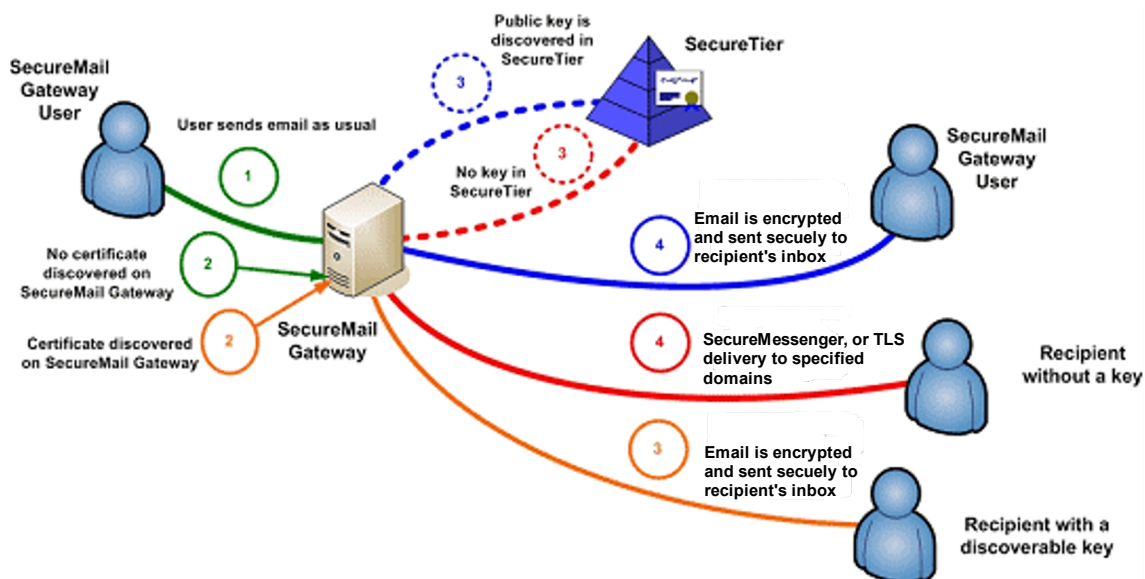 Public key is
discovered in
SecureTier
SecureTier
SecureMail
Gateway
User
3
User sends email as usual
3
SecureMail
Gateway
User
1
No key in
SecureTier
4
Email is encrypted
and sent secuely to
recipient's inbox
No certificate
discovered on
SecureMail Gateway
2
SecureMail
Gateway
2
Certificate discovered
on SecureMail Gateway
4
SecureMessenger, or TLS
delivery to specified
domains
Recipient
without a key
3
Email is encrypted
and sent secuely to
recipient's inbox
Recipient with a
discoverable key